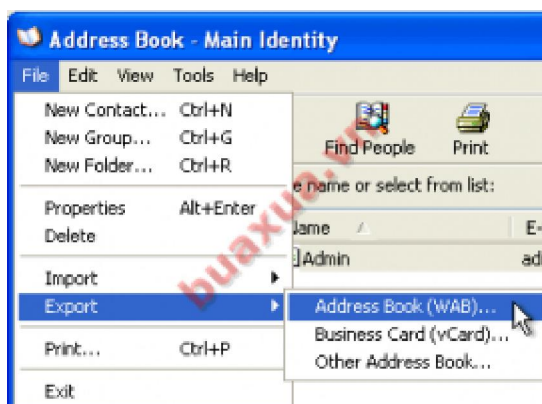 Address Book - Main Identity
File Edit View Tools Help
New Contact... Ctrl+N
New Group... Ctrl+G
New Folder... Ctrl+R
Find People Print
e name or select from list:
Properties Alt+Enter
Name E-
Delete
Admin ad
Import
Export
Address Book (WAB)...
Business Card (vCard)...
Print... Ctrl+P
Other Address Book...
Exit
buaxua.vn